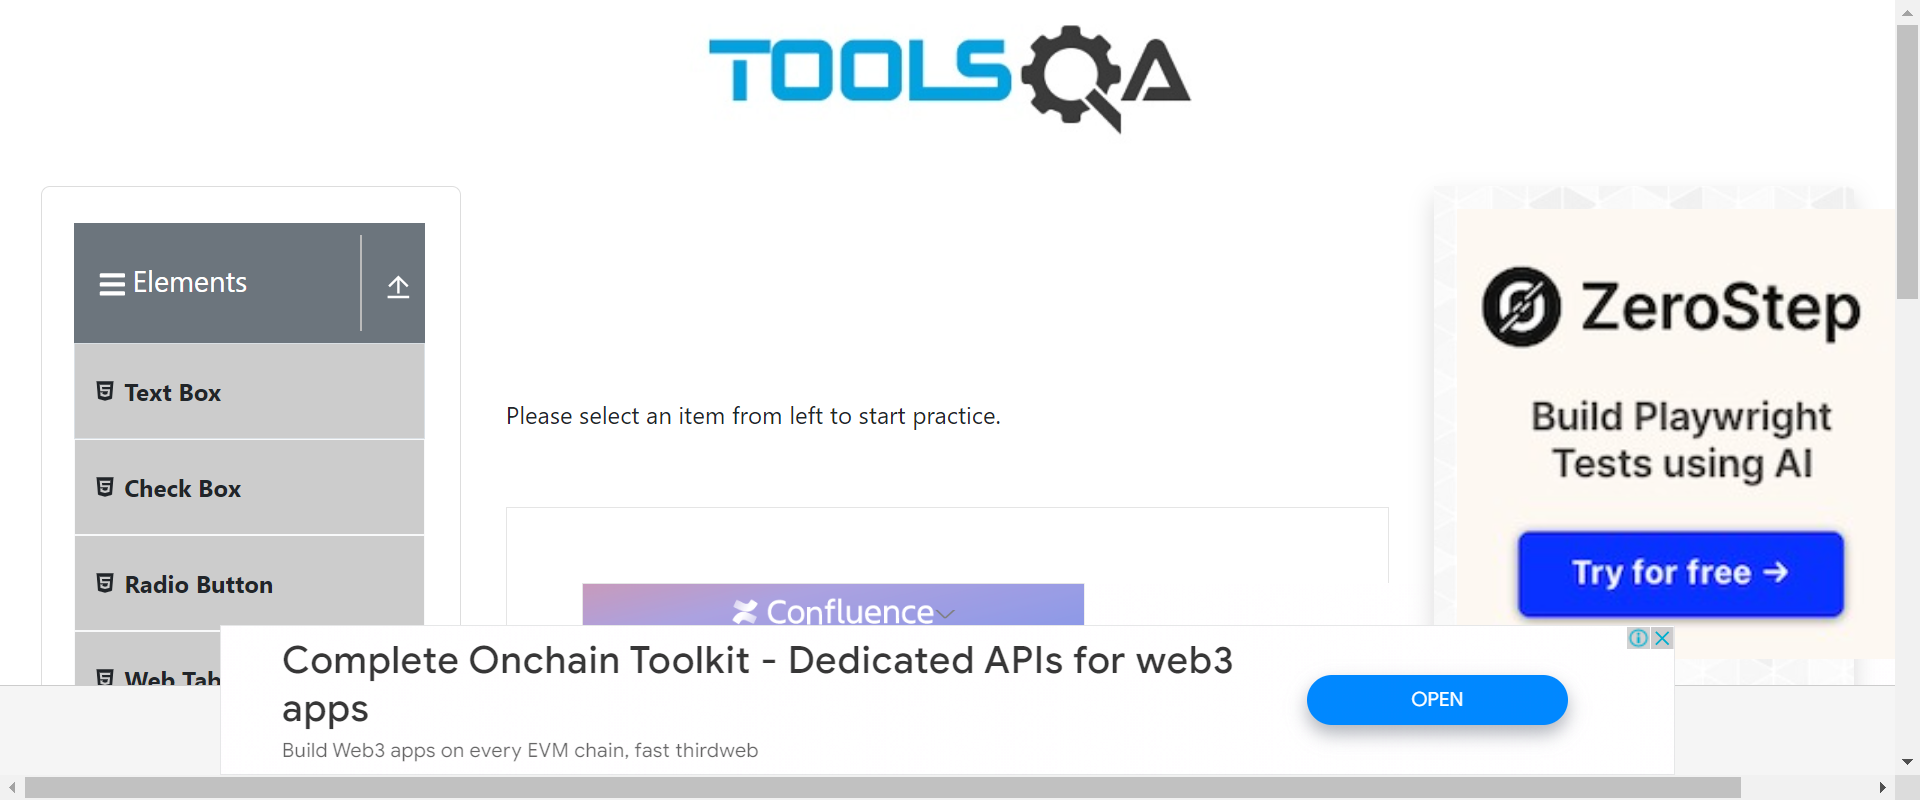 TOOLSQA
Elements
Text Box
Check Box
Radio Button
Please select an item from left to start practice.
Confluence
ZeroStep
Build Playwright
Tests using AI
Try for free →
Complete Onchain Toolkit - Dedicated APIs for web3
apps
Build Web3 apps on every EVM chain, fast thirdweb
OPEN
Web Tab